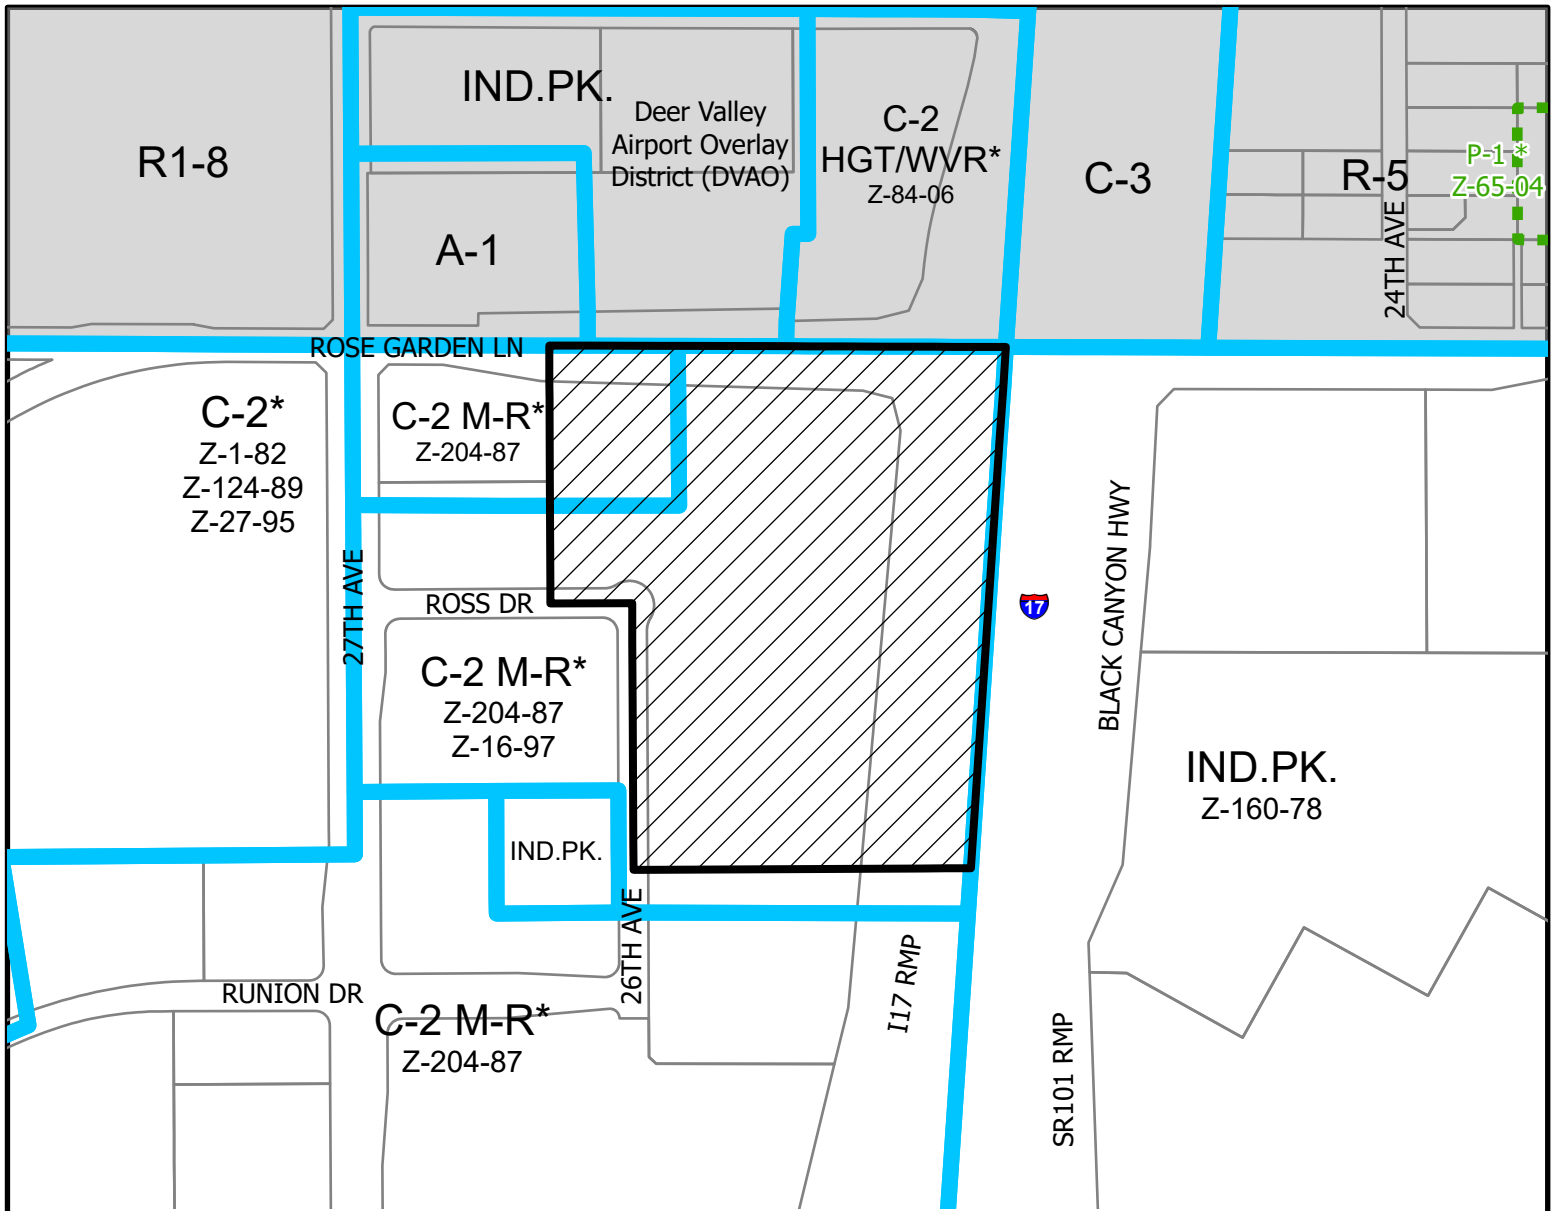 IND.PK.
R1-8
Deer Valley
Airport Overlay
District (DVAO)
C-2
HGT/WVR*
Z-84-06
C-3
R-5
P-1 *
Z-65-04
A-1
24TH AVE
ROSE GARDEN LN
C-2*
Z-1-82
Z-124-89
Z-27-95
C-2 M-R*
Z-204-87
27TH AVE
ROSS DR
17
BLACK CANYON HWY
C-2 M-R*
Z-204-87
Z-16-97
IND.PK.
Z-160-78
IND.PK.
26TH AVE
RUNION DR
I17 RMP
C-2 M-R*
Z-204-87
SR101 RMP